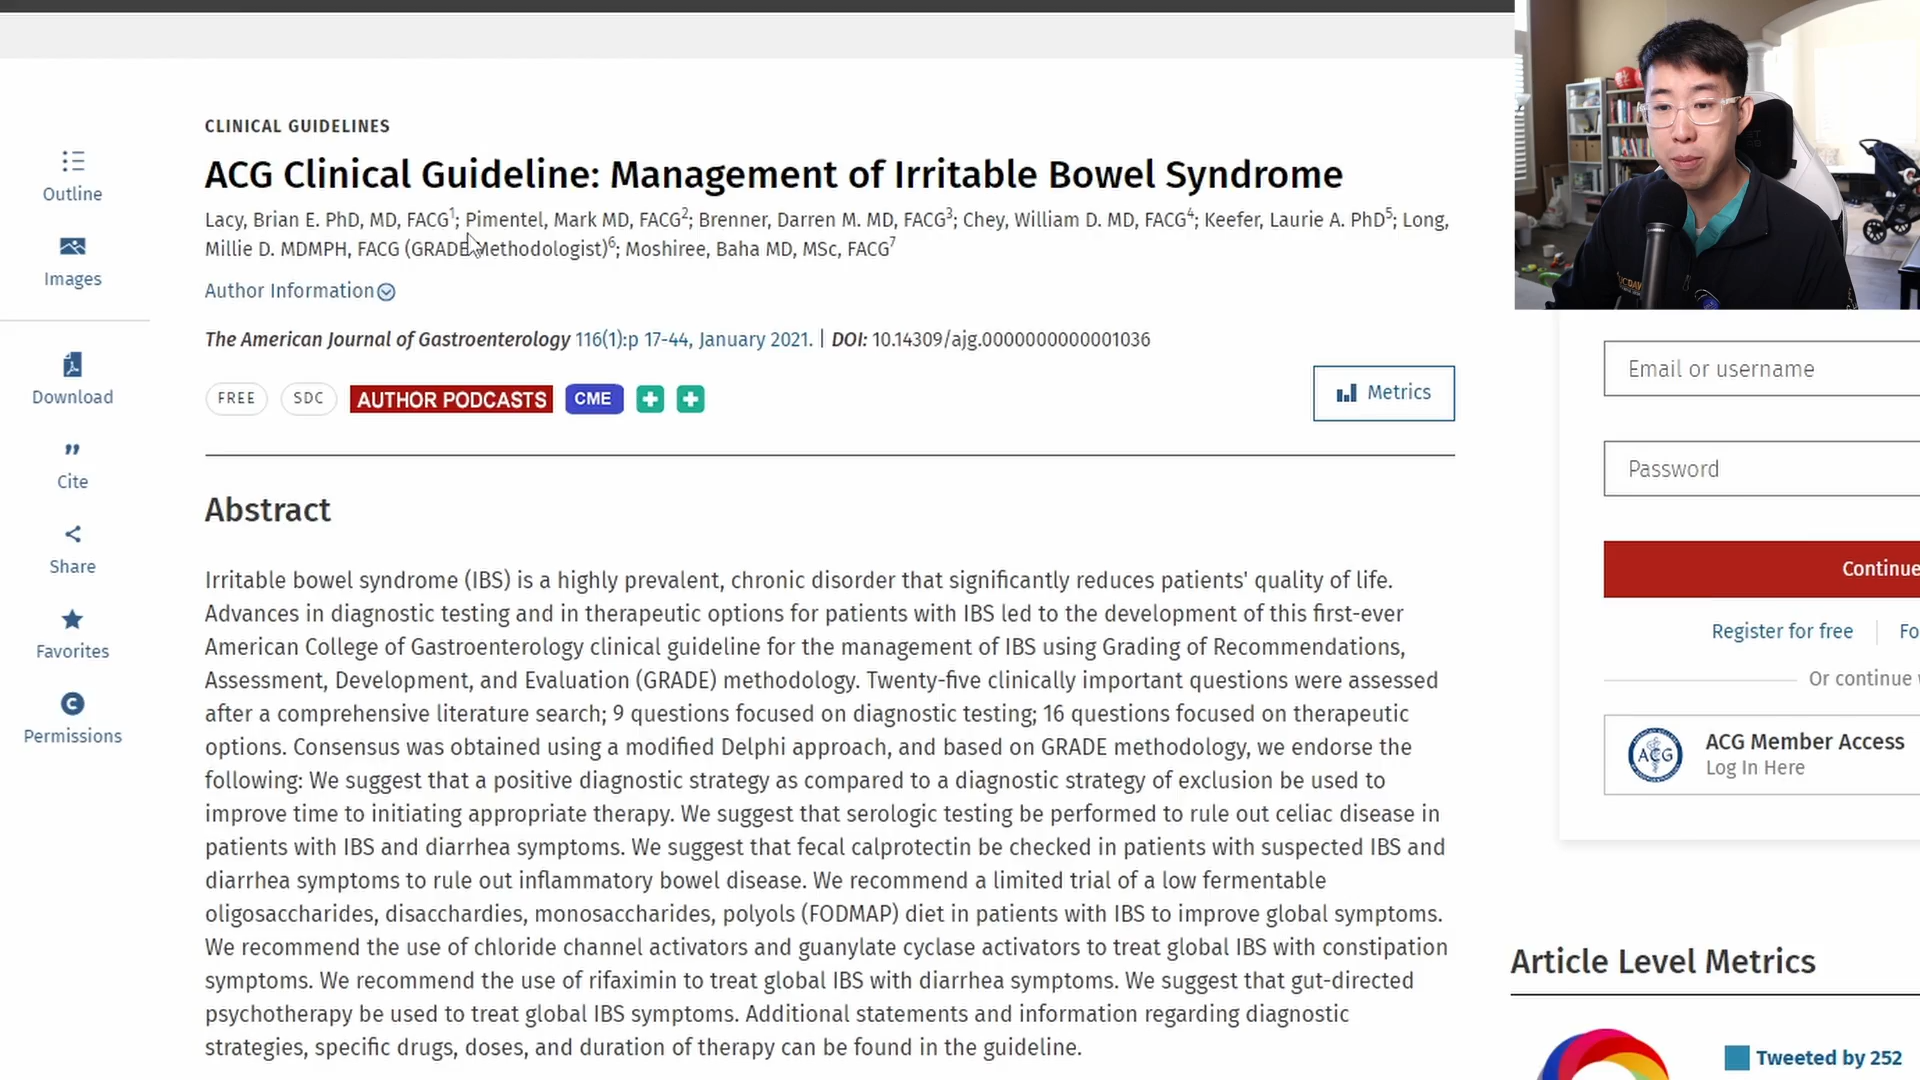 CLINICAL GUIDELINES
ACG Clinical Guideline: Management of Irritable Bowel Syndrome
Lacy, Brian E. PhD, MD, FACG1; Pimentel, Mark MD, FACG2; Brenner, Darren M. MD, FACG3; Chey, William D. MD, FACG4; Keefer, Laurie A. PhD5; Long,
Millie D. MDMPH, FACG (GRADE Methodologist)6; Moshiree, Baha MD, MSc, FACG7
Author Information
The American Journal of Gastroenterology 116(1):p 17-44, January 2021. | DOI: 10.14309/ajg.0000000000001036
FREE SDC AUTHOR PODCASTS CME
Metrics
Abstract
Irritable bowel syndrome (IBS) is a highly prevalent, chronic disorder that significantly reduces patients' quality of life.
Advances in diagnostic testing and in therapeutic options for patients with IBS led to the development of this first-ever
American College of Gastroenterology clinical guideline for the management of IBS using Grading of Recommendations,
Assessment, Development, and Evaluation (GRADE) methodology. Twenty-five clinically important questions were assessed
after a comprehensive literature search; 9 questions focused on diagnostic testing; 16 questions focused on therapeutic
options. Consensus was obtained using a modified Delphi approach, and based on GRADE methodology, we endorse the
following: We suggest that a positive diagnostic strategy as compared to a diagnostic strategy of exclusion be used to
improve time to initiating appropriate therapy. We suggest that serologic testing be performed to rule out celiac disease in
patients with IBS and diarrhea symptoms. We suggest that fecal calprotectin be checked in patients with suspected IBS and
diarrhea symptoms to rule out inflammatory bowel disease. We recommend a limited trial of a low fermentable
oligosaccharides, disacchardies, monosaccharides, polyols (FODMAP) diet in patients with IBS to improve global symptoms.
We recommend the use of chloride channel activators and guanylate cyclase activators to treat global IBS with constipation
symptoms. We recommend the use of rifaximin to treat global IBS with diarrhea symptoms. We suggest that gut-directed
psychotherapy be used to treat global IBS symptoms. Additional statements and information regarding diagnostic
strategies, specific drugs, doses, and duration of therapy can be found in the guideline.
Outline
Images
Download
Cite
Share
Favorites
Permissions
Email or username
Password
Continue
Register for free | Fo
Or continue
ACG Member Access
ACG
Log In Here
Article Level Metrics
Tweeted by 252